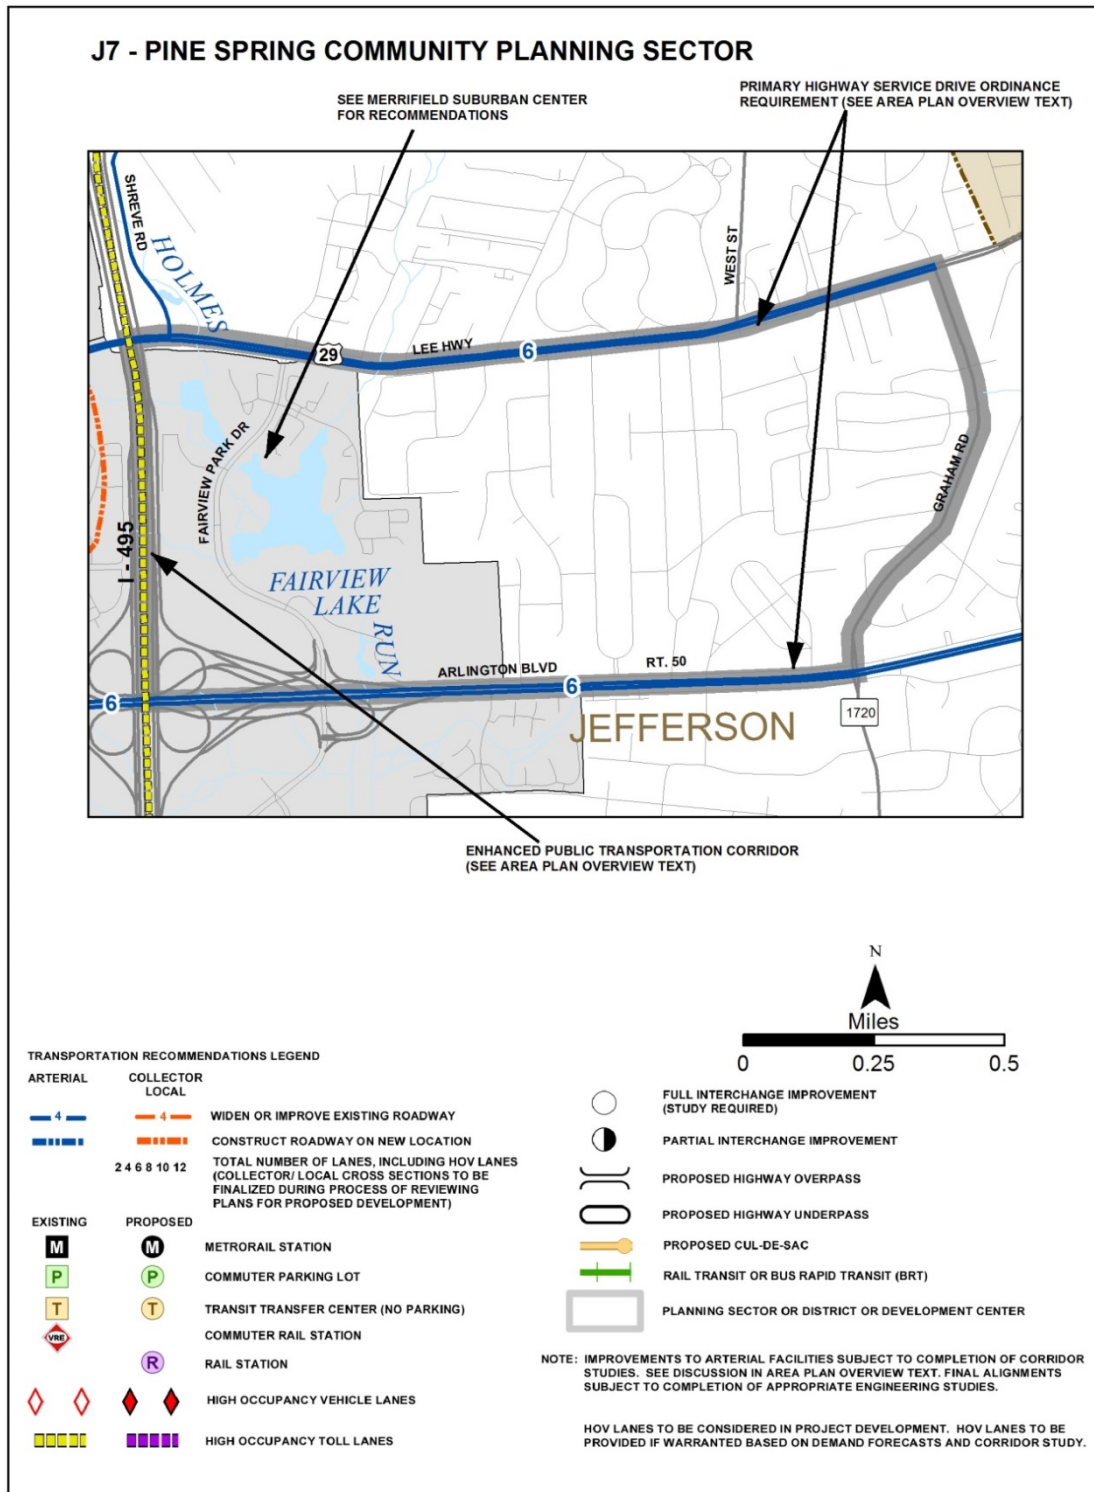 J7 - PINE SPRING COMMUNITY PLANNING SECTOR
SEE MERRIFIELD SUBURBAN CENTER
FOR RECOMMENDATIONS
PRIMARY HIGHWAY SERVICE DRIVE ORDINANCE
REQUIREMENT (SEE AREA PLAN OVERVIEW TEXT)
SHREVE RD
HOLMES
WEST ST
29
LEE HWY
6
FAIRVIEW PARK DR
GRAHAM RD
I - 495
FAIRVIEW
LAKE
RUN
ARLINGTON BLVD
RT. 50
6
6
JEFFERSON
1720
ENHANCED PUBLIC TRANSPORTATION CORRIDOR
(SEE AREA PLAN OVERVIEW TEXT)
N
Miles
0 0.25 0.5
TRANSPORTATION RECOMMENDATIONS LEGEND
ARTERIAL
COLLECTOR
LOCAL
4 4 WIDEN OR IMPROVE EXISTING ROADWAY
CONSTRUCT ROADWAY ON NEW LOCATION
2 4 6 8 10 12
TOTAL NUMBER OF LANES, INCLUDING HOV LANES
(COLLECTOR/ LOCAL CROSS SECTIONS TO BE
FINALIZED DURING PROCESS OF REVIEWING
PLANS FOR PROPOSED DEVELOPMENT)
EXISTING PROPOSED
M M METRORAIL STATION
P P COMMUTER PARKING LOT
T T TRANSIT TRANSFER CENTER (NO PARKING)
VRE COMMUTER RAIL STATION
R RAIL STATION
HIGH OCCUPANCY VEHICLE LANES
HIGH OCCUPANCY TOLL LANES
FULL INTERCHANGE IMPROVEMENT
(STUDY REQUIRED)
PARTIAL INTERCHANGE IMPROVEMENT
PROPOSED HIGHWAY OVERPASS
PROPOSED HIGHWAY UNDERPASS
PROPOSED CUL-DE-SAC
RAIL TRANSIT OR BUS RAPID TRANSIT (BRT)
PLANNING SECTOR OR DISTRICT OR DEVELOPMENT CENTER
NOTE: IMPROVEMENTS TO ARTERIAL FACILITIES SUBJECT TO COMPLETION OF CORRIDOR
STUDIES. SEE DISCUSSION IN AREA PLAN OVERVIEW TEXT. FINAL ALIGNMENTS
SUBJECT TO COMPLETION OF APPROPRIATE ENGINEERING STUDIES.
HOV LANES TO BE CONSIDERED IN PROJECT DEVELOPMENT. HOV LANES TO BE
PROVIDED IF WARRANTED BASED ON DEMAND FORECASTS AND CORRIDOR STUDY.